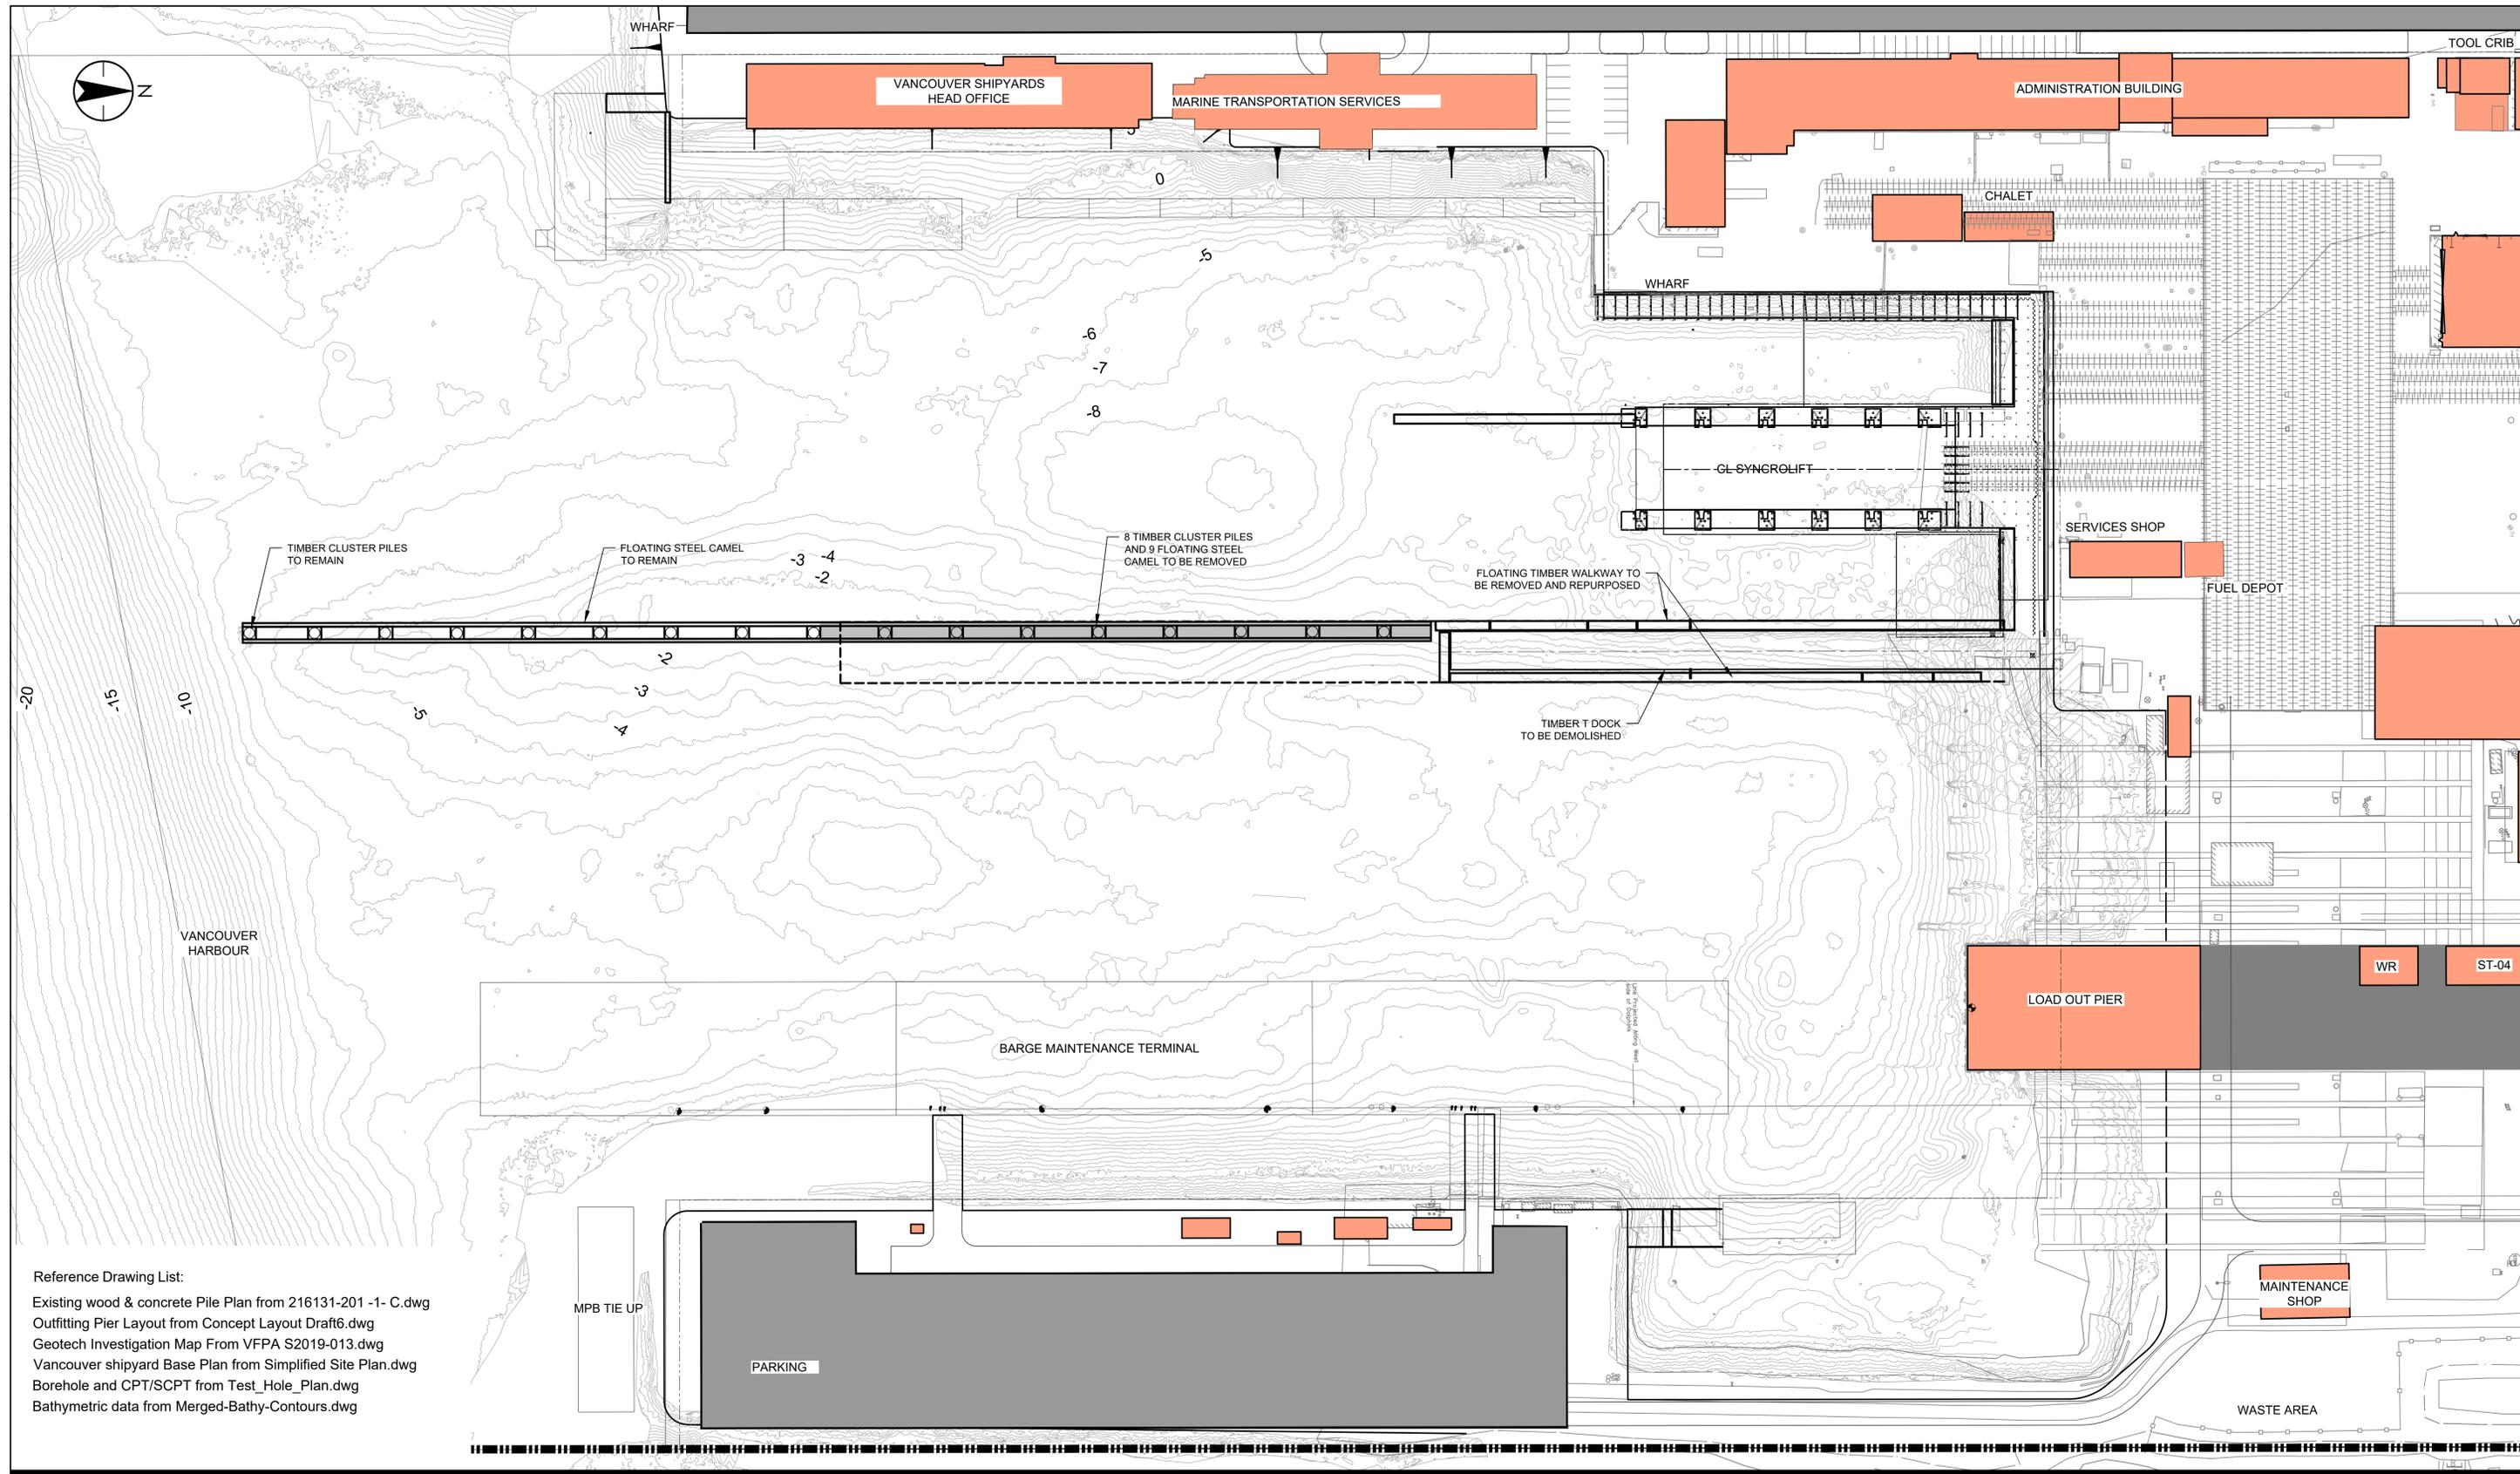 WHARF
TOOL CRIB
N
VANCOUVER SHIPYARDS
HEAD OFFICE
MARINE TRANSPORTATION SERVICES
ADMINISTRATION BUILDING
0
CHALET
-5
WHARF
-6
-7
-8
CL SYNCROLIFT
SERVICES SHOP
TIMBER CLUSTER PILES
TO REMAIN
FLOATING STEEL CAMEL
TO REMAIN
-3
-4
-2
8 TIMBER CLUSTER PILES
AND 9 FLOATING STEEL
CAMEL TO BE REMOVED
FLOATING TIMBER WALKWAY TO
BE REMOVED AND REPURPOSED
FUEL DEPOT
-2
-3
-5
-4
-20
-15
-10
TIMBER T DOCK
TO BE DEMOLISHED
VANCOUVER
HARBOUR
WR
ST-04
LOAD OUT PIER
BARGE MAINTENANCE TERMINAL
Reference Drawing List:
Existing wood & concrete Pile Plan from 216131-201 -1- C.dwg
Outfitting Pier Layout from Concept Layout Draft6.dwg
Geotech Investigation Map From VFPA S2019-013.dwg
Vancouver shipyard Base Plan from Simplified Site Plan.dwg
Borehole and CPT/SCPT from Test_Hole_Plan.dwg
Bathymetric data from Merged-Bathy-Contours.dwg
MPB TIE UP
PARKING
MAINTENANCE
SHOP
WASTE AREA